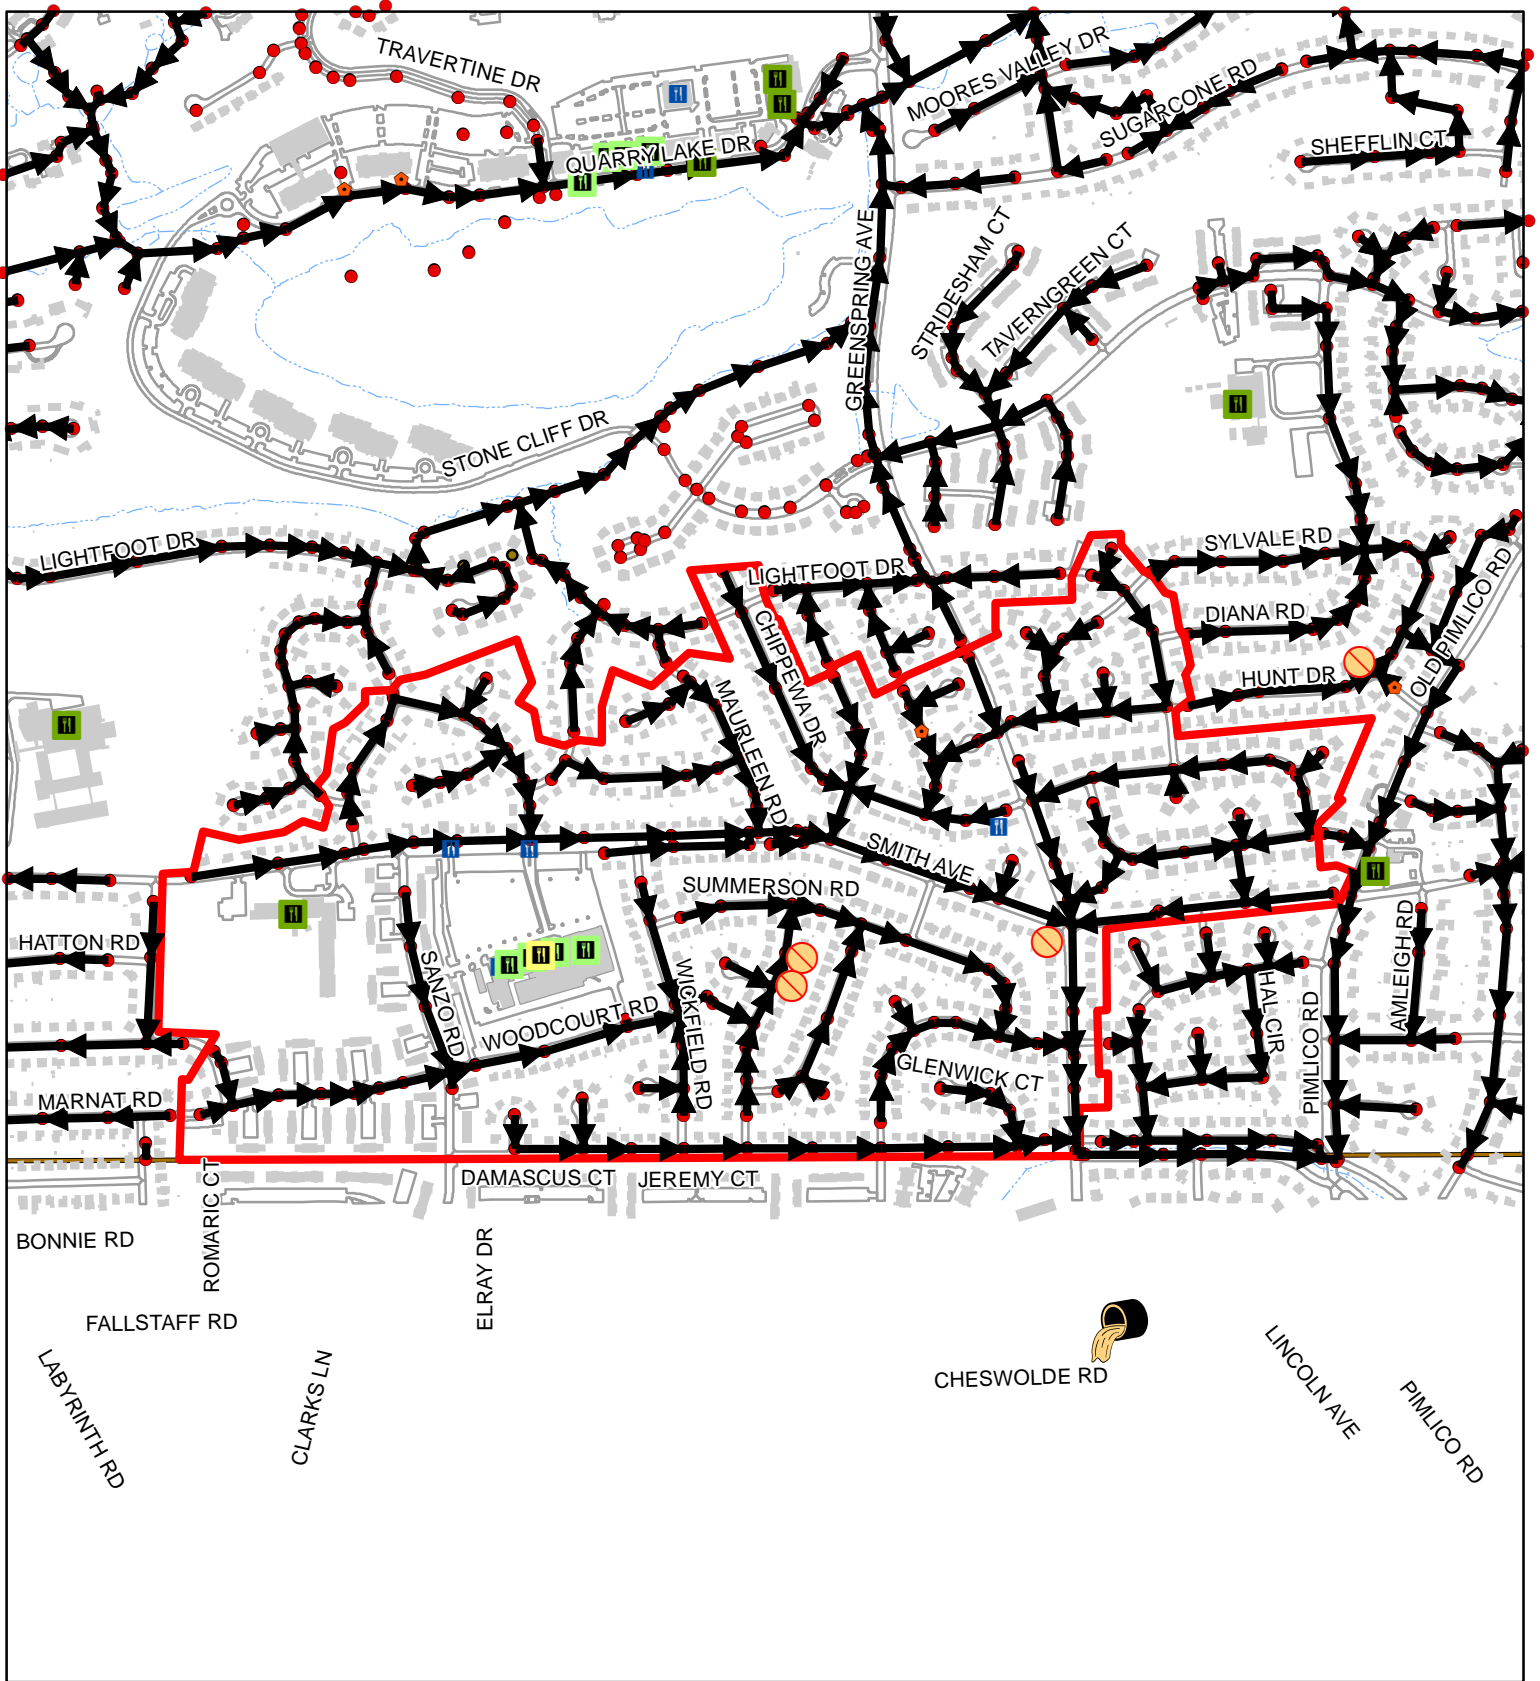 TRAVERTINE DR
MOORES VALLEY DR
SUGARCONE RD
SHEFFLIN CT
QUARRY LAKE DR
GREENSPRING AVE
STRIDESHAM CT
TAVERNGREEN CT
STONE CLIFF DR
LIGHTFOOT DR
LIGHTFOOT DR
SYLVALE RD
DIANA RD
OLD PIMLICO RD
HUNT DR
CHIPPEWA DR
MAURLEEN RD
SMITH AVE
SUMMERSON RD
HATTON RD
SANZO RD
WICKFIELD RD
WOODCOURT RD
HAL CIR
AMLEIGH RD
PIMLICO RD
GLENWICK CT
MARNAT RD
DAMASCUS CT
JEREMY CT
ROMARIC CT
BONNIE RD
ELRAY DR
FALLSTAFF RD
LABYRINTH RD
CLARKS LN
CHESWOLDE RD
LINCOLN AVE
PIMLICO RD